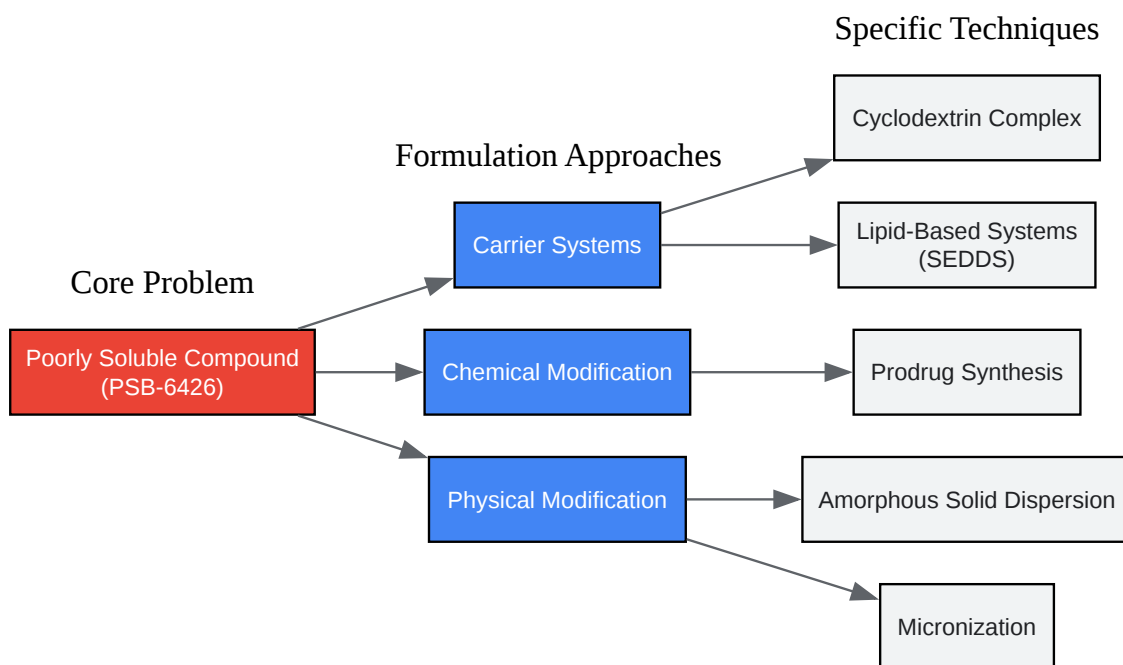 Specific Techniques
Cyclodextrin Complex
Formulation Approaches
Carrier Systems
Lipid-Based Systems
(SEDDS)
Core Problem
Poorly Soluble Compound
(PSB-6426)
Chemical Modification
Prodrug Synthesis
Physical Modification
Amorphous Solid Dispersion
Micronization